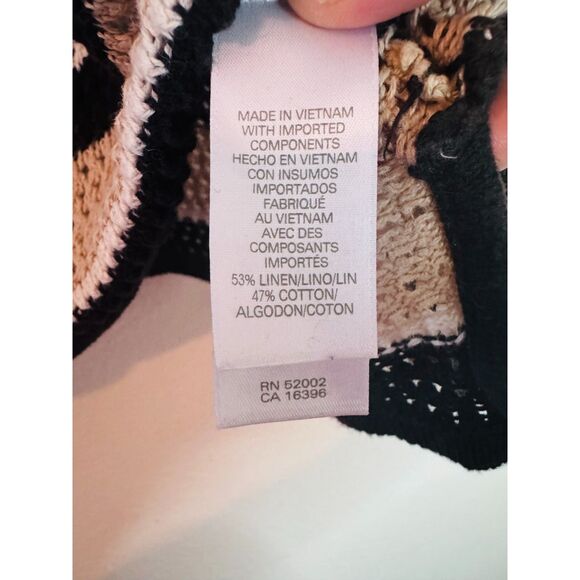 MADE IN VIETNAM
WITH IMPORTED
COMPONENTS
HECHO EN VIETNAM
CON INSUMOS
IMPORTADOS
FABRIQUÉ
AU VIETNAM
AVEC DES
COMPOSANTS
IMPORTÉS
53% LINEN/LINO/LIN
47% COTTON/
ALGODON/COTON
RN 52002
CA 16396